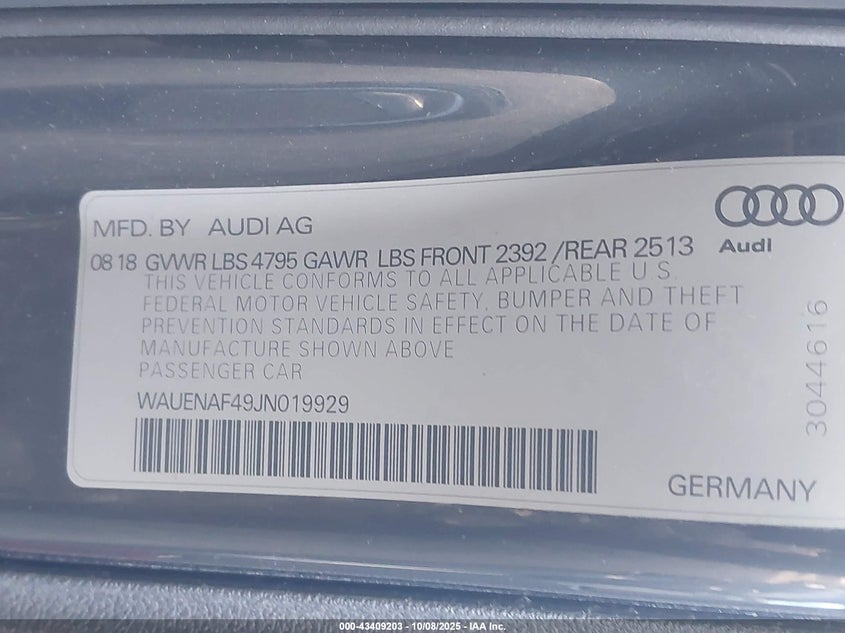 MFD. BY AUDI AG
Audi
08 18 GVWR LBS 4795 GAWR LBS FRONT 2392 /REAR 2513
THIS VEHICLE CONFORMS TO ALL APPLICABLE U S.
FEDERAL MOTOR VEHICLE SAFETY, BUMPER AND THEFT
PREVENTION STANDARDS IN EFFECT ON THE DATE OF
MANUFACTURE SHOWN ABOVE
PASSENGER CAR
WAUENAF49JN019929
3044616
GERMANY
000-43409203 - 10/08/2025 - IAA Inc.